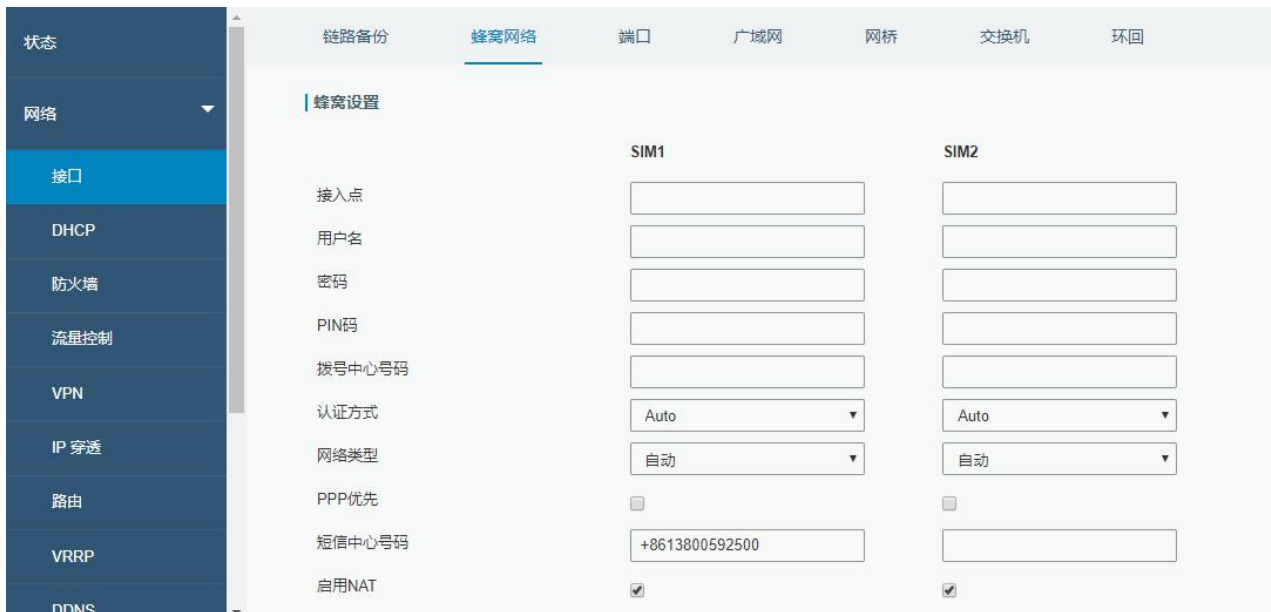 状态
网络
接口
DHCP
防火墙
流量控制
VPN
IP 穿透
路由
VRRP
DDNS
链路备份 蜂窝网络 端口 广域网 网桥 交换机 环回
蜂窝设置
SIM1 SIM2
接入点
用户名
密码
PIN码
拨号中心号码
认证方式 Auto Auto
网络类型 自动 自动
PPP优先
短信中心号码 +8613800592500
启用NAT